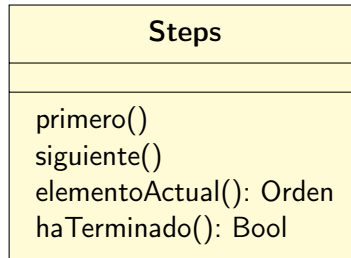 Steps
primero()
siguiente()
elementoActual(): Orden
haTerminado(): Bool